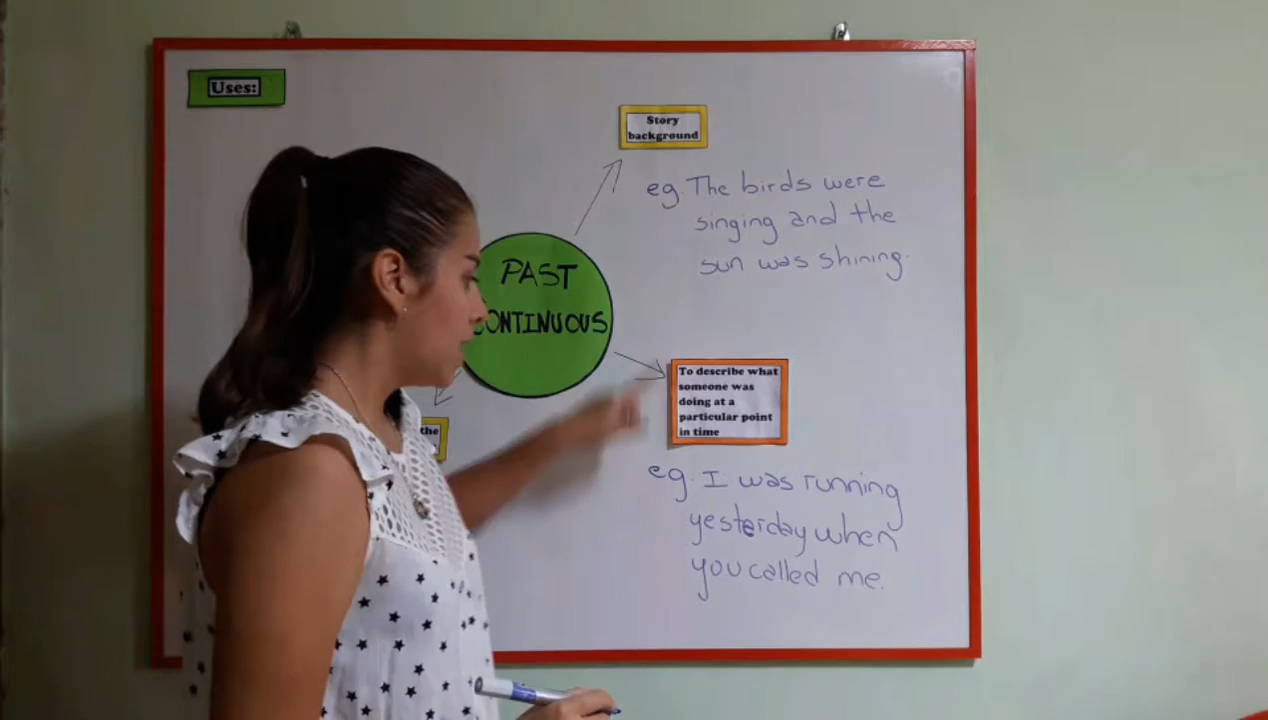 Uses:
Story
background
eg. The birds were
singing and the
sun was shining.
PAST
CONTINUOUS
To describe what
someone was
doing at a
particular point
in time
the
eg. I was running
yesterday when
you called me.